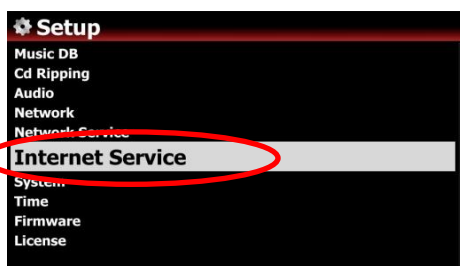 Setup
Music DB
Cd Ripping
Audio
Network
Network Service
Internet Service
System
Time
Firmware
License